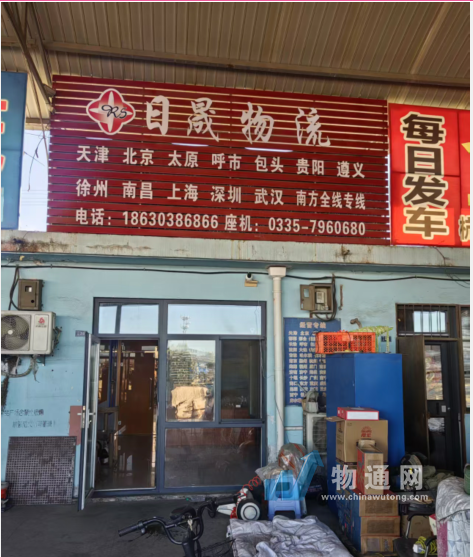 RS 日晟物流
天津 北京 太原 呼市 包头 贵阳 遵义
徐州 南昌 上海 深圳 武汉 南方全线专线
电话：18630386866 座机：0335-7960680
每日发车
物通网
www.chinawutong.com